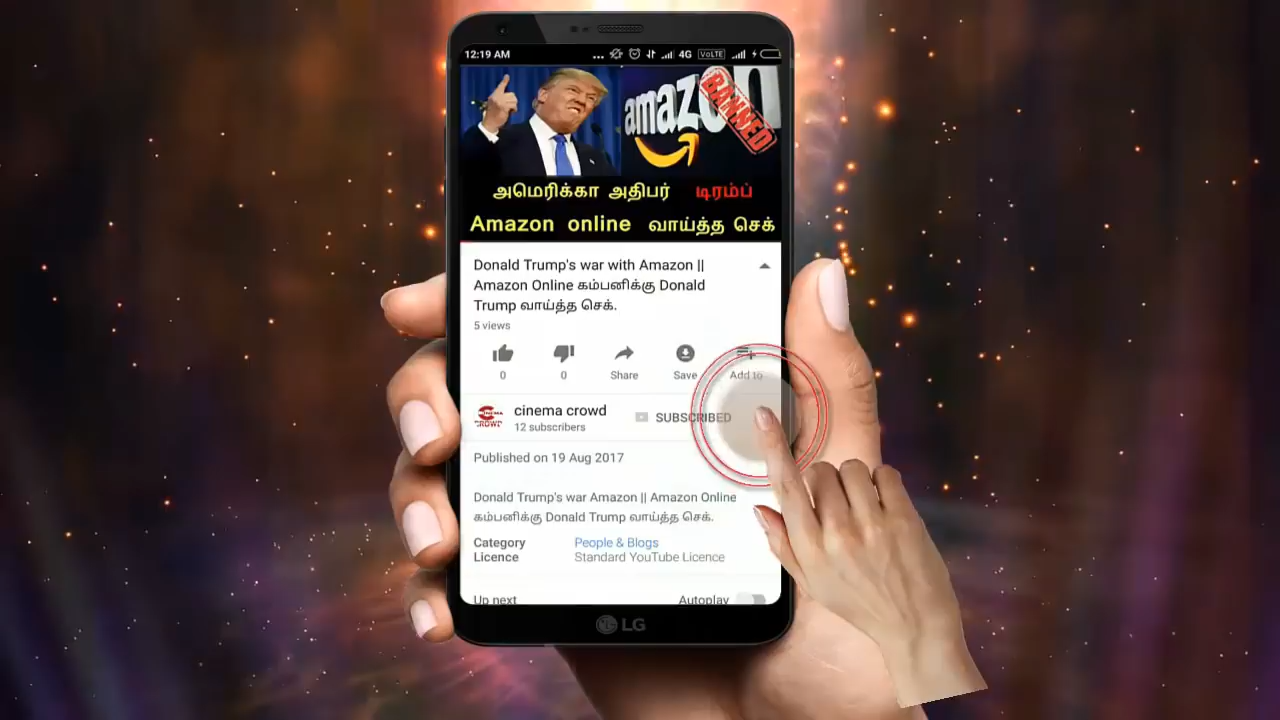 12:19 AM
4G VoLTE
amazon
BANNED
அமெரிக்கா அதிபர் டிரம்ப்
Amazon online வாய்த்த செக்
Donald Trump's war with Amazon ||
Amazon Online கம்பனிக்கு Donald
Trump வாய்த்த செக்.
5 views
0 0 Share Save Add to
CINEMA
CROWD
cinema crowd
12 subscribers
SUBSCRIBED
Published on 19 Aug 2017
Donald Trump's war Amazon || Amazon Online
கம்பனிக்கு Donald Trump வாய்த்த செக்.
Category People & Blogs
Licence Standard YouTube Licence
Up next Autoplay
LG